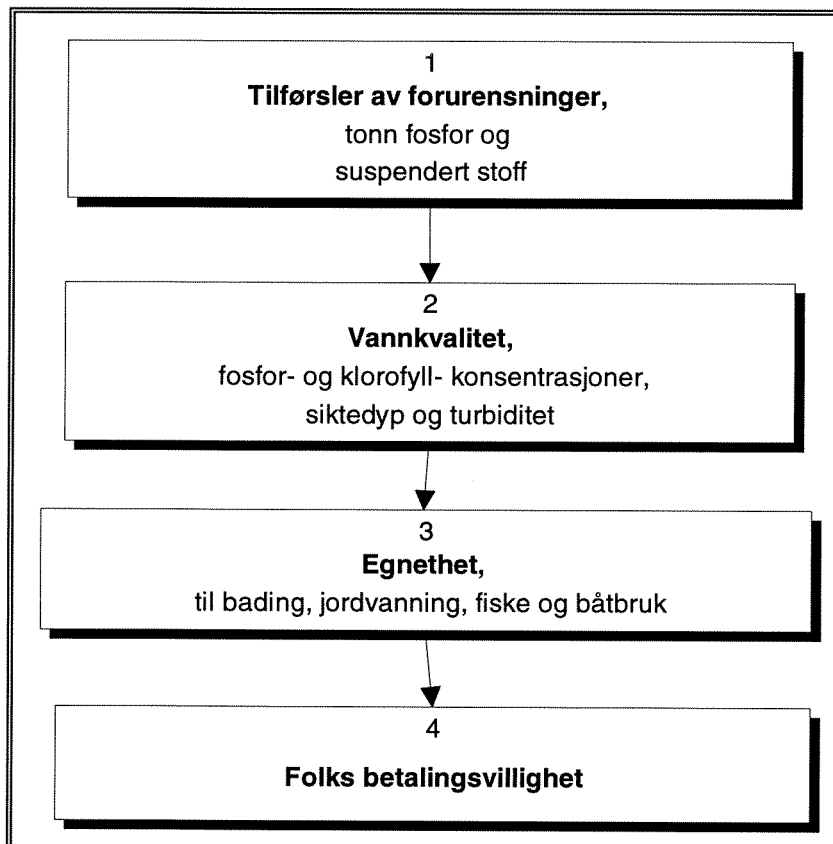 1
Tilførsler av forurensninger,
tonn fosfor og
suspendert stoff
2
Vannkvalitet,
fosfor- og klorofyll- konsentrasjoner,
siktedyp og turbiditet
3
Egnethet,
til bading, jordvanning, fiske og båtbruk
4
Folks betalingsvillighet